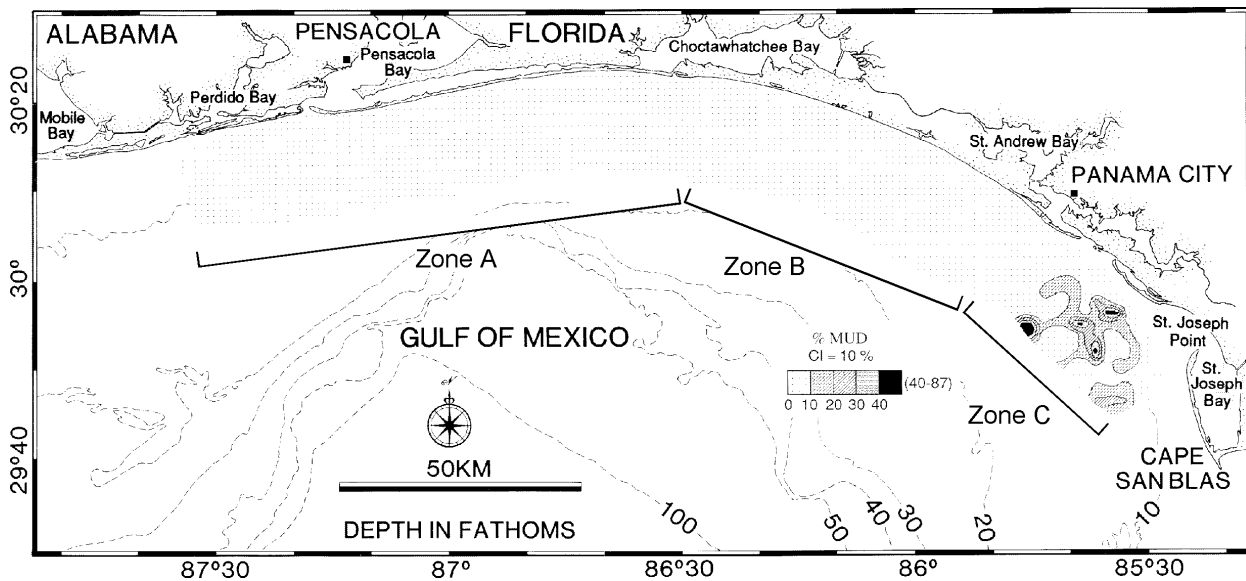 ALABAMA
PENSACOLA
FLORIDA
Pensacola
Bay
Choctawhatchee Bay
Perdido Bay
Mobile
Bay
St. Andrew Bay
PANAMA CITY
30°20
30°
29°40
Zone A
Zone B
Zone C
GULF OF MEXICO
% MUD
CI = 10 %
(40-87)
0 10 20 30 40
St. Joseph
Point
St.
Joseph
Bay
CAPE
SAN BLAS
50KM
DEPTH IN FATHOMS
100
50
40
30
20
10
87°30
87°
86°30
86°
85°30